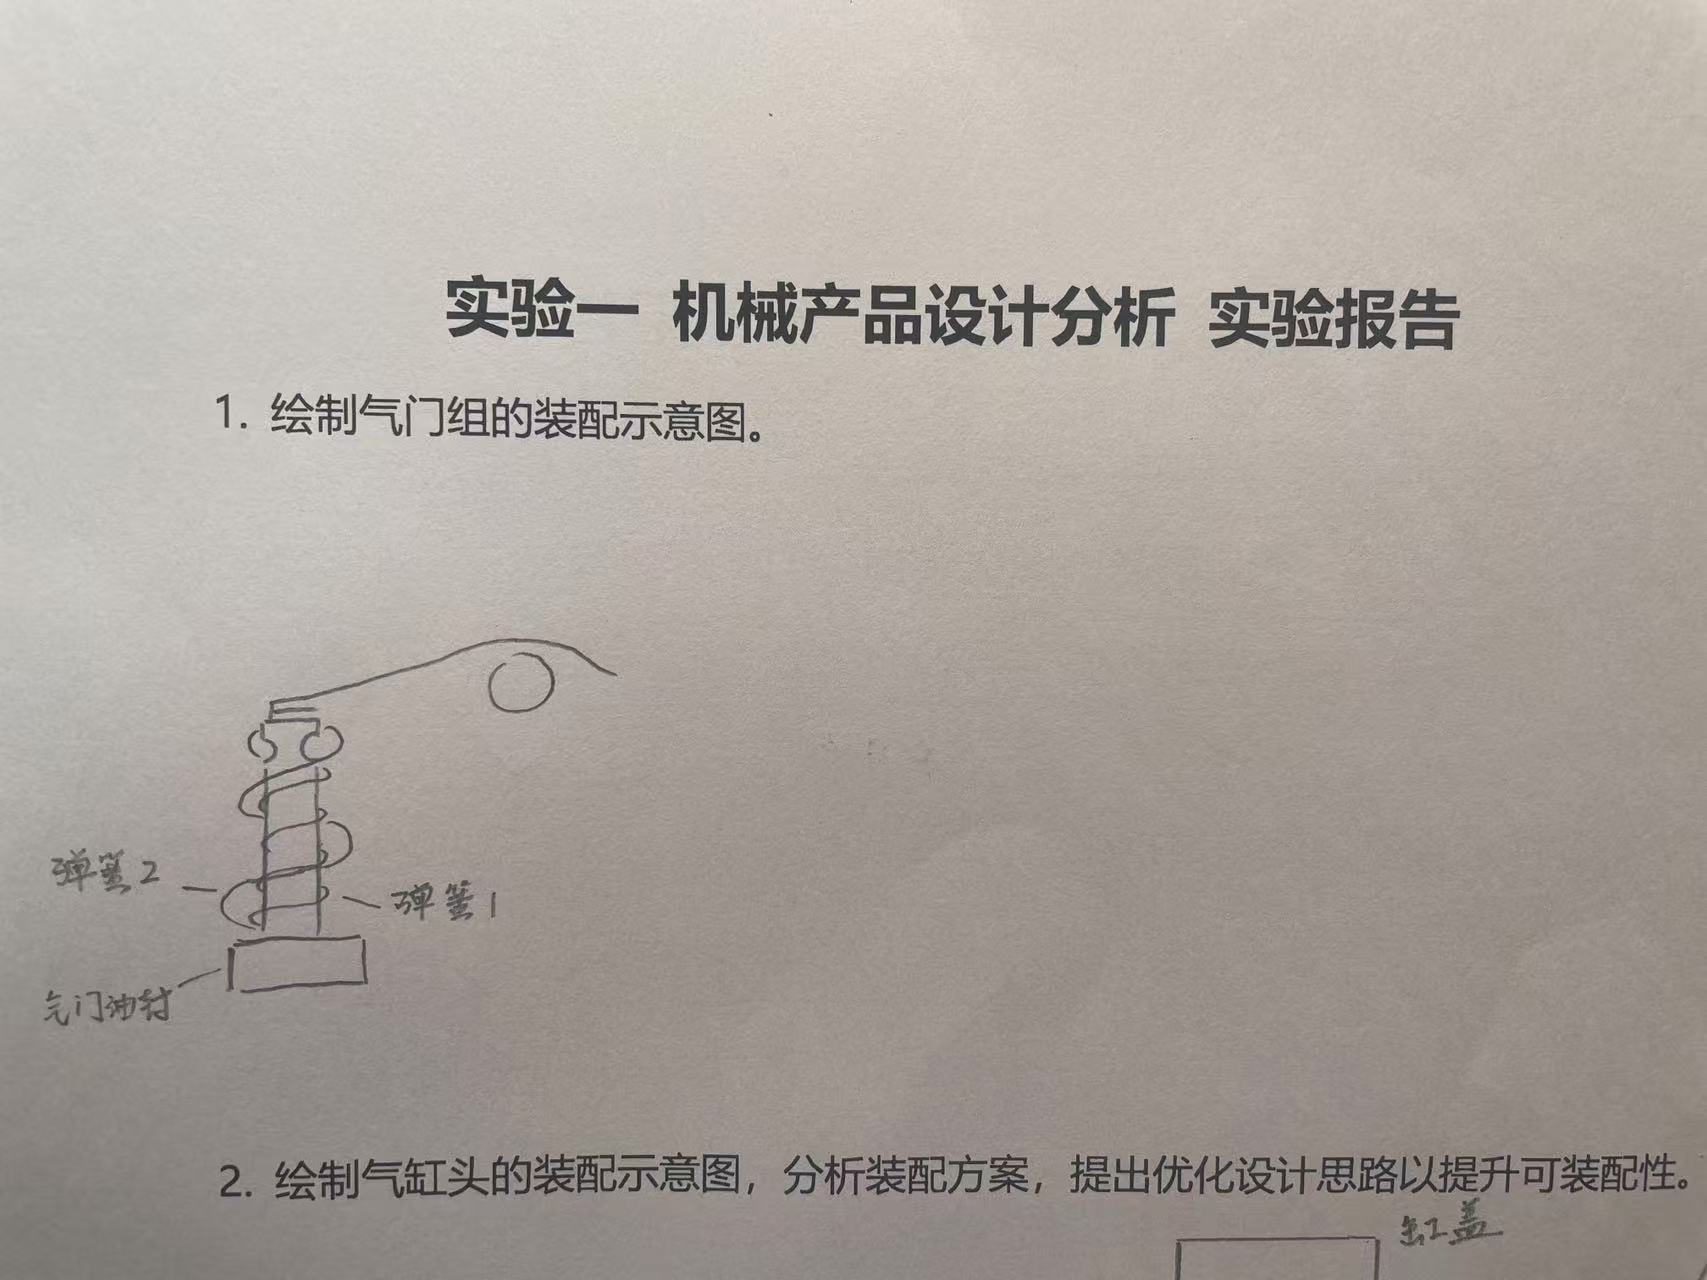 实验一 机械产品设计分析 实验报告
1. 绘制气门组的装配示意图。
弹簧2
弹簧1
气门油封
2. 绘制气缸头的装配示意图，分析装配方案，提出优化设计思路以提升可装配性。
缸盖